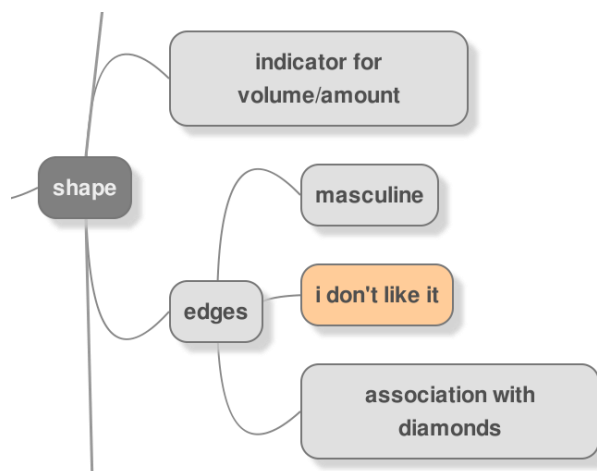 indicator for
volume/amount
shape
masculine
edges
i don't like it
association with
diamonds